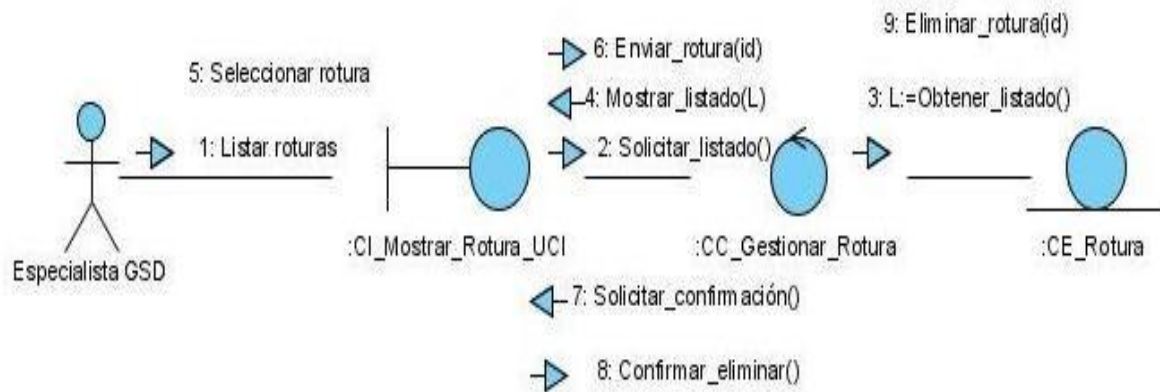 9: Eliminar_rotura(id)
6: Enviar_rotura(id)
5: Seleccionar rotura
4: Mostrar_listado(L)
3: L:=Obtener_listado()
1: Listar roturas
2: Solicitar_listado()
:CI_Mostrar_Rotura_UCI
:CC_Gestionar_Rotura
:CE_Rotura
Especialista GSD
7: Solicitar_confirmación()
8: Confirmar_eliminar()